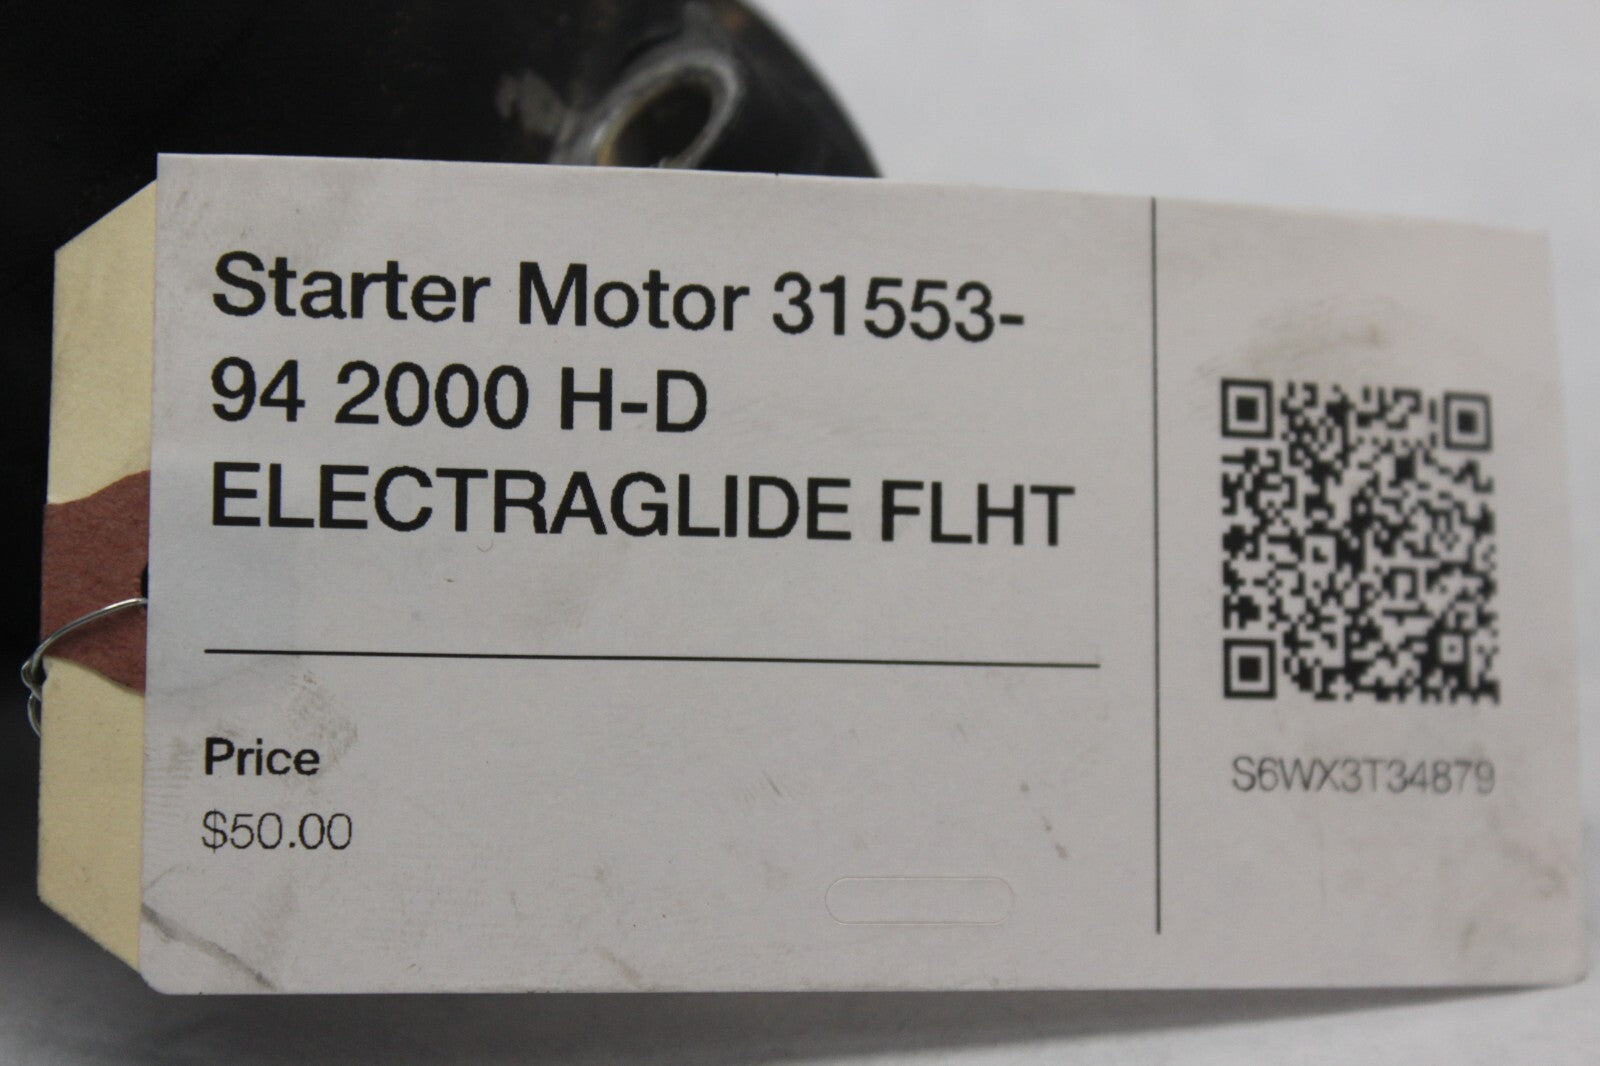 Starter Motor 31553-
94 2000 H-D
ELECTRAGLIDE FLHT
Price
$50.00
S6WX3T34879